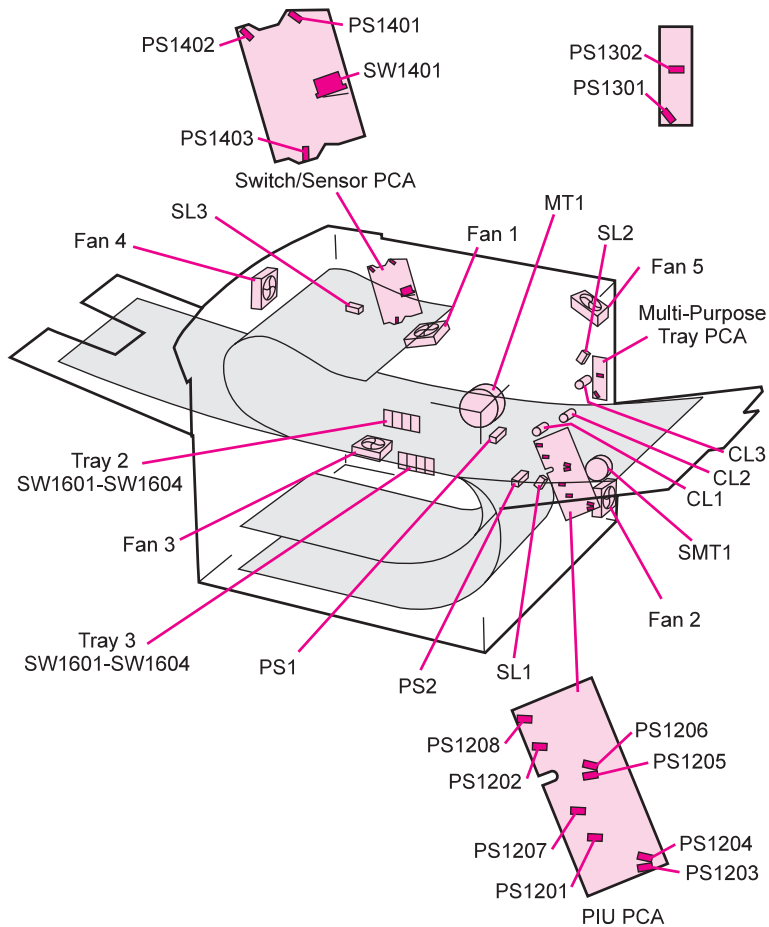 PS1401
PS1402
PS1302
SW1401
PS1301
PS1403
Switch/Sensor PCA
MT1
SL3
SL2
Fan 4
Fan 1
Fan 5
Multi-Purpose
Tray PCA
CL3
Tray 2
SW1601-SW1604
CL2
CL1
Fan 3
SMT1
Fan 2
Tray 3
SW1601-SW1604
PS1
SL1
PS2
PS1206
PS1208
PS1205
PS1202
PS1204
PS1207
PS1203
PS1201
PIU PCA